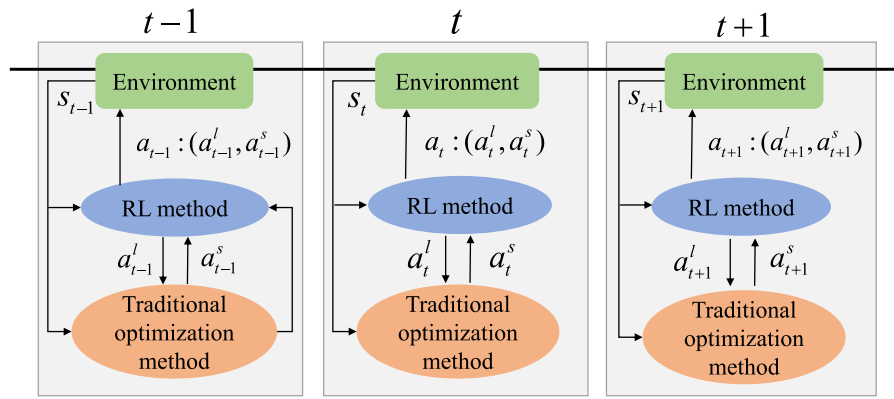 t−1
Environment
s_{t−1}
a_{t−1} : (a^l_{t−1}, a^s_{t−1})
RL method
a^l_{t−1}
a^s_{t−1}
Traditional
optimization
method
t
Environment
s_t
a_t : (a^l_t, a^s_t)
RL method
a^l_t
a^s_t
Traditional
optimization
method
t+1
Environment
s_{t+1}
a_{t+1} : (a^l_{t+1}, a^s_{t+1})
RL method
a^l_{t+1}
a^s_{t+1}
Traditional
optimization
method